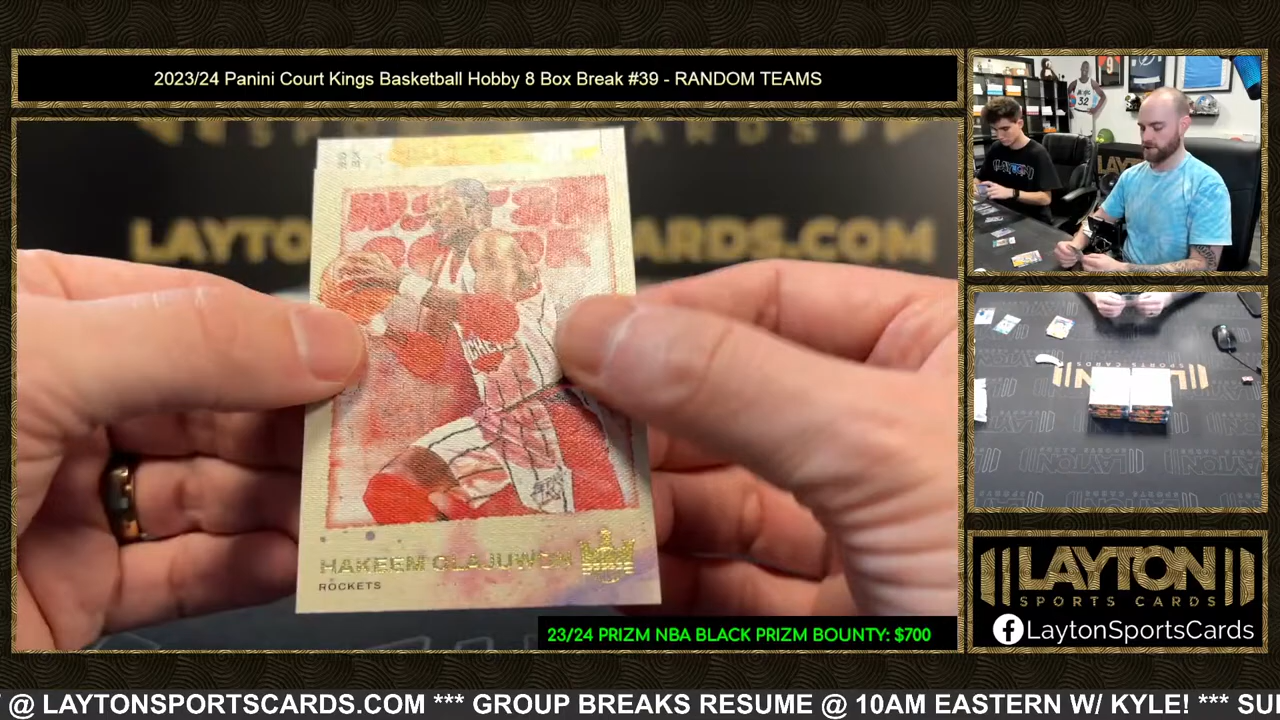 2023/24 Panini Court Kings Basketball Hobby 8 Box Break #39 - RANDOM TEAMS
HAKEEM OLAJUWON
ROCKETS
23/24 PRIZM NBA BLACK PRIZM BOUNTY: $700
LAYTON
SPORTS CARDS
LaytonSportsCards
@ LAYTONSPORTSCARDS.COM *** GROUP BREAKS RESUME @ 10AM EASTERN W/ KYLE! ***